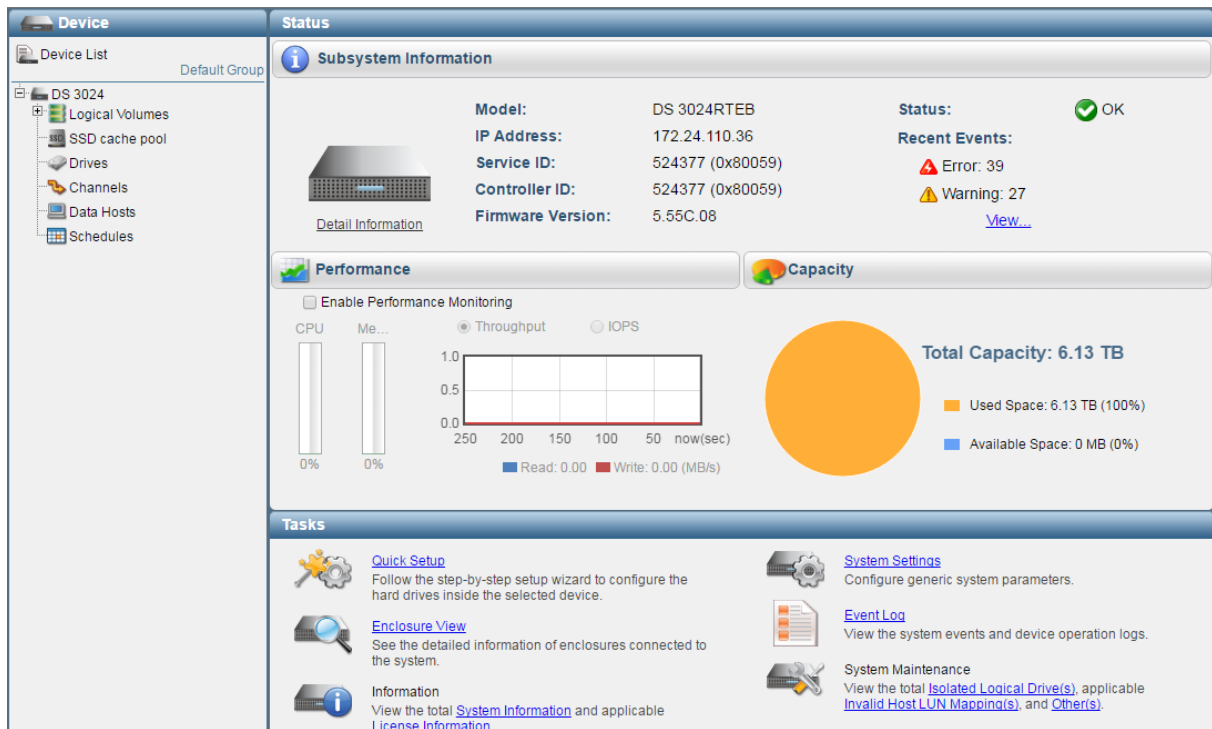 Device
Device List
Default Group
DS 3024
Logical Volumes
SSD cache pool
Drives
Channels
Data Hosts
Schedules
Status
Subsystem Information
Detail Information
Model: DS 3024RTEB
IP Address: 172.24.110.36
Service ID: 524377 (0x80059)
Controller ID: 524377 (0x80059)
Firmware Version: 5.55C.08
Status: OK
Recent Events:
Error: 39
Warning: 27
View...
Performance
Enable Performance Monitoring
CPU Me...
Throughput IOPS
1.0
0.5
0.0
250 200 150 100 50 now(sec)
0% 0%
Read: 0.00 Write: 0.00 (MB/s)
Capacity
Total Capacity: 6.13 TB
Used Space: 6.13 TB (100%)
Available Space: 0 MB (0%)
Tasks
Quick Setup
Follow the step-by-step setup wizard to configure the
hard drives inside the selected device.
Enclosure View
See the detailed information of enclosures connected to
the system.
Information
View the total System Information and applicable
License Information
System Settings
Configure generic system parameters.
Event Log
View the system events and device operation logs.
System Maintenance
View the total Isolated Logical Drive(s), applicable
Invalid Host LUN Mapping(s), and Other(s).